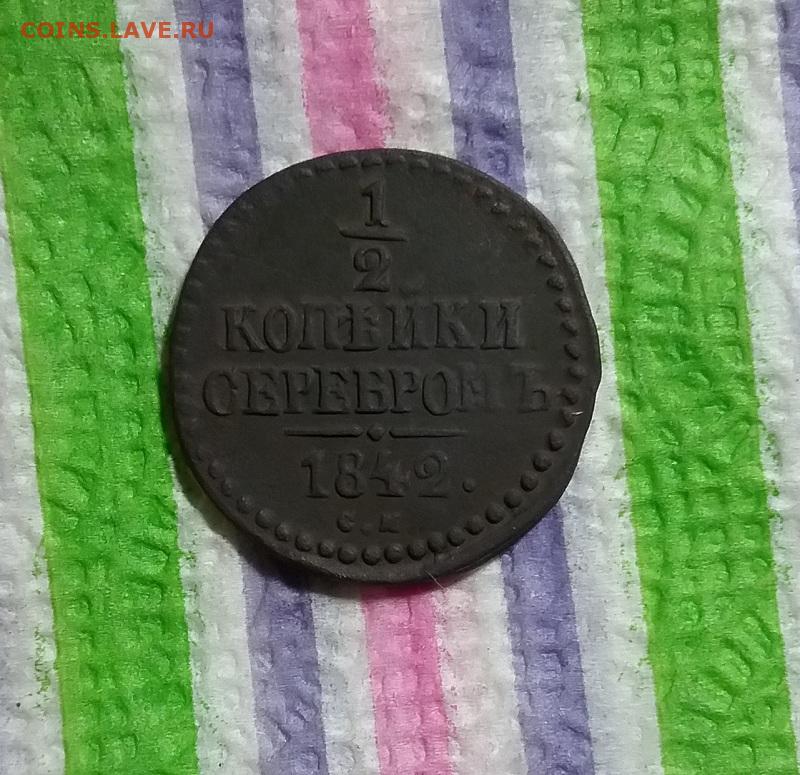 COINS.LAVE.RU
1
2
КОПѢЙКИ
СЕРЕБРОМЪ
1842.